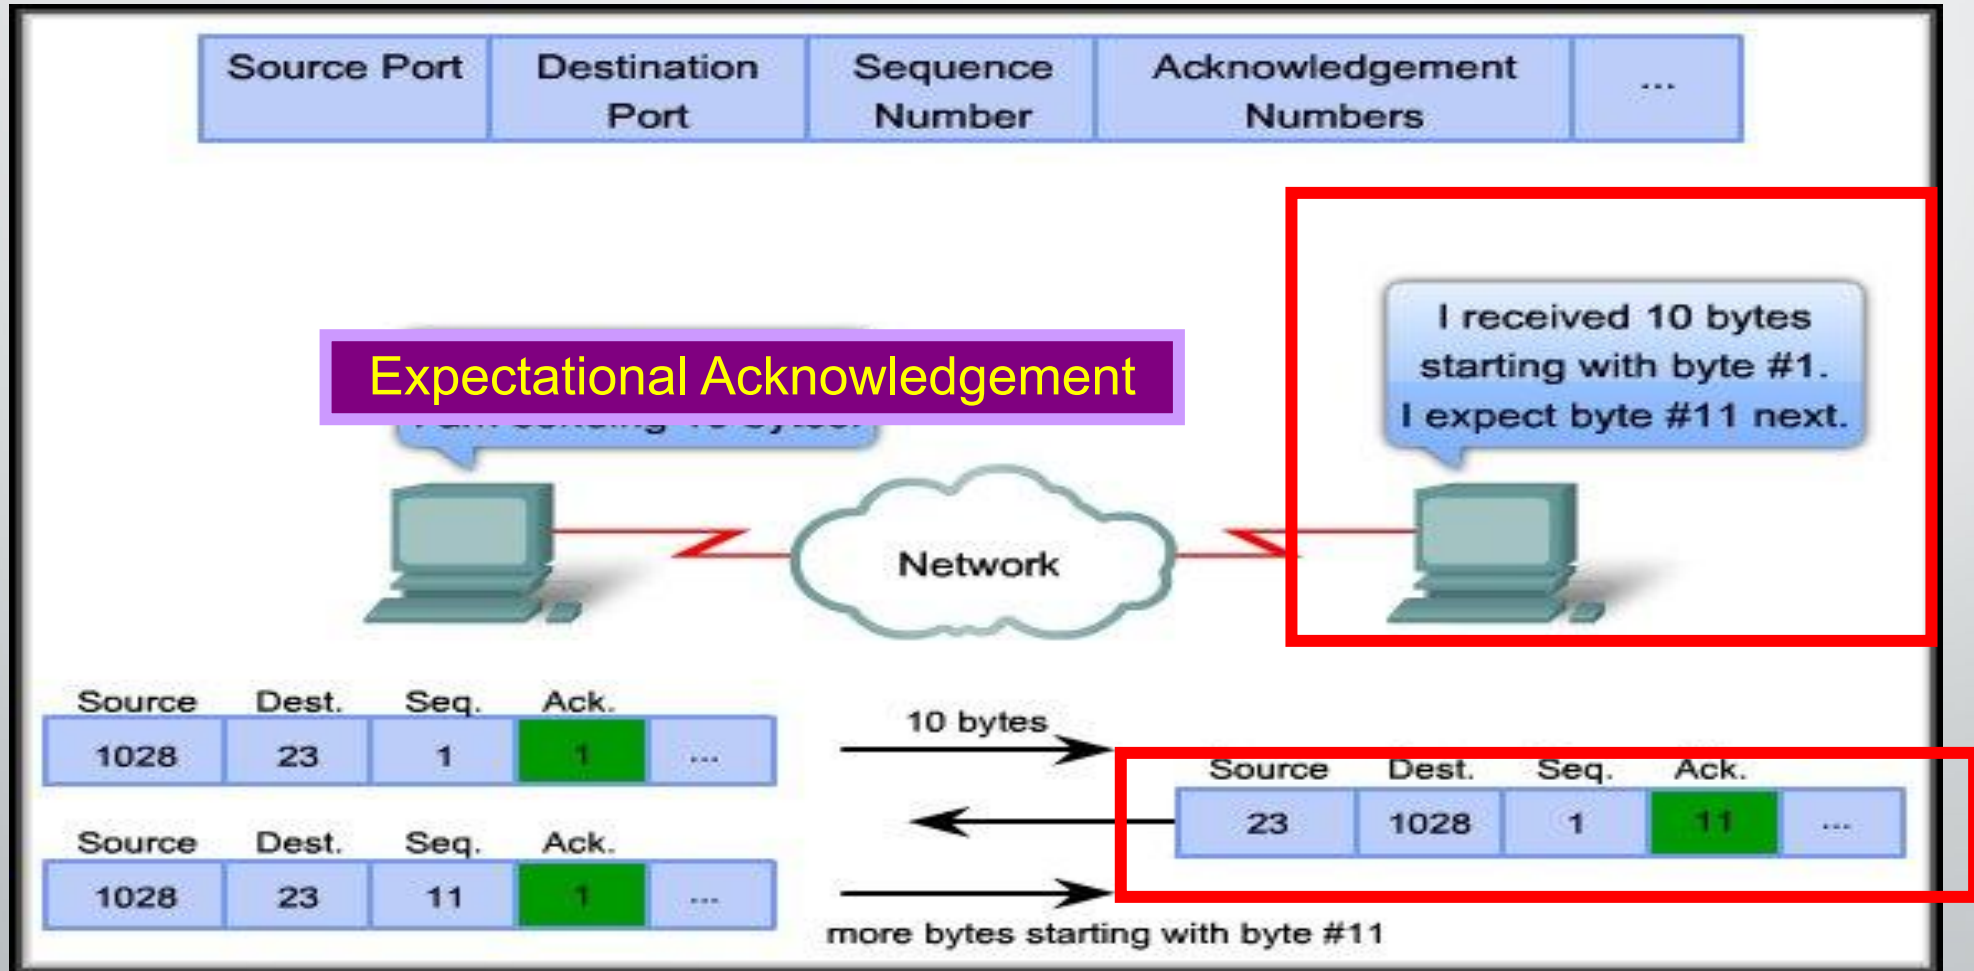 Source Port
Destination
Port
Sequence
Number
Acknowledgement
Numbers
...
Expectational Acknowledgement
I received 10 bytes
starting with byte #1.
I expect byte #11 next.
Network
Source Dest. Seq. Ack.
1028 23 1 1 ...
10 bytes
Source Dest. Seq. Ack.
23 1028 1 11 ...
Source Dest. Seq. Ack.
1028 23 11 1 ...
more bytes starting with byte #11